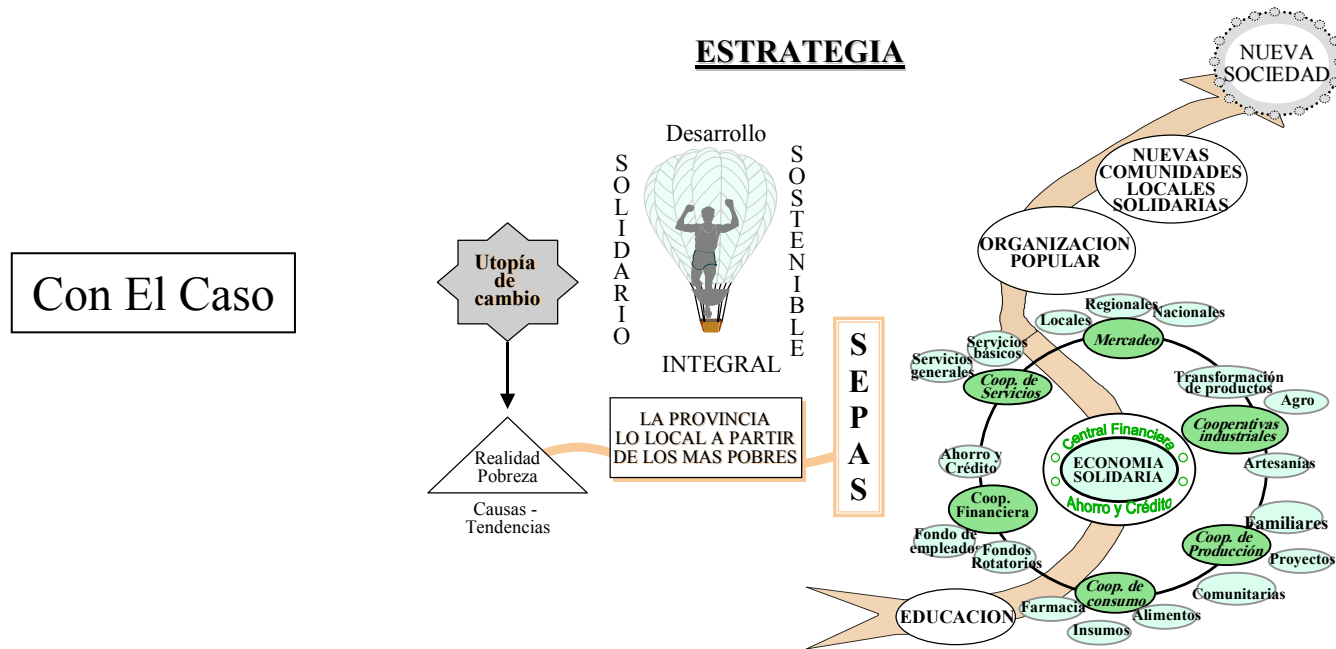 ESTRATEGIA
Con El Caso
Utopía
de
cambio
Realidad
Pobreza
Causas -
Tendencias
Desarrollo
SOLIDARIO
SOSTENIBLE
INTEGRAL
LA PROVINCIA
LO LOCAL A PARTIR
DE LOS MAS POBRES
SEPAS
NUEVA
SOCIEDAD
NUEVAS
COMUNIDADES
LOCALES
SOLIDARIAS
ORGANIZACION
POPULAR
Locales
Regionales
Nacionales
Mercadeo
Servicios
básicos
Servicios
generales
Coop. de
Servicios
Transformación
de productos
Agro
Cooperativas
industriales
Artesanías
Central Financiera
ECONOMIA
SOLIDARIA
Ahorro y Crédito
Ahorro y
Crédito
Coop.
Financiera
Fondo de
empleados
Fondos
Rotatorios
Familiares
Coop. de
Producción
Proyectos
Comunitarias
Coop. de
consumo
Farmacia
Insumos
Alimentos
EDUCACION